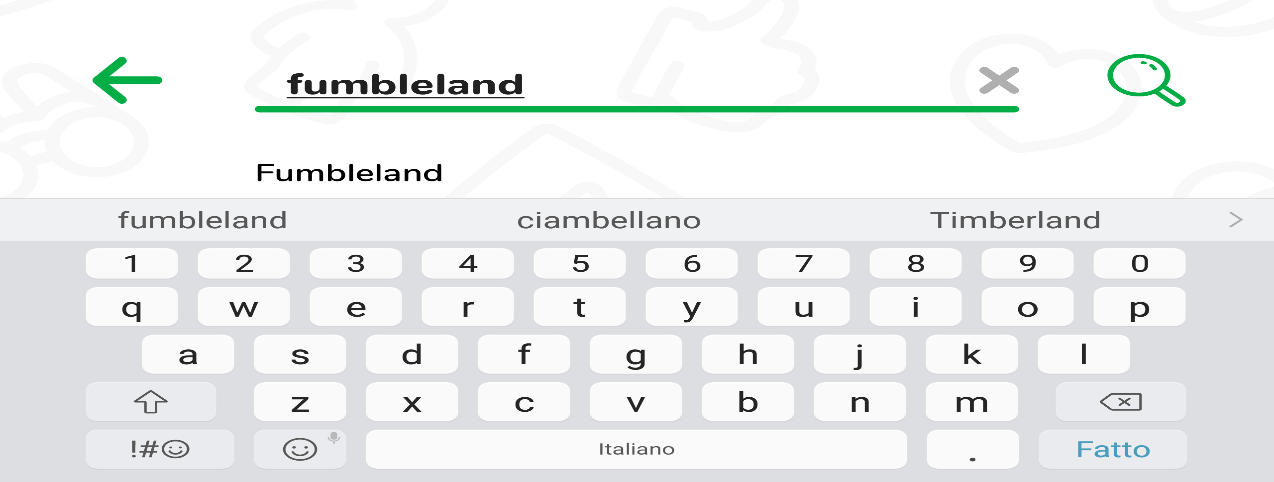 fumbleland
Fumbleland
fumbleland ciambellano Timberland
1 2 3 4 5 6 7 8 9 0
q w e r t y u i o p
a s d f g h j k l
z x c v b n m
!#☺ Italiano . Fatto